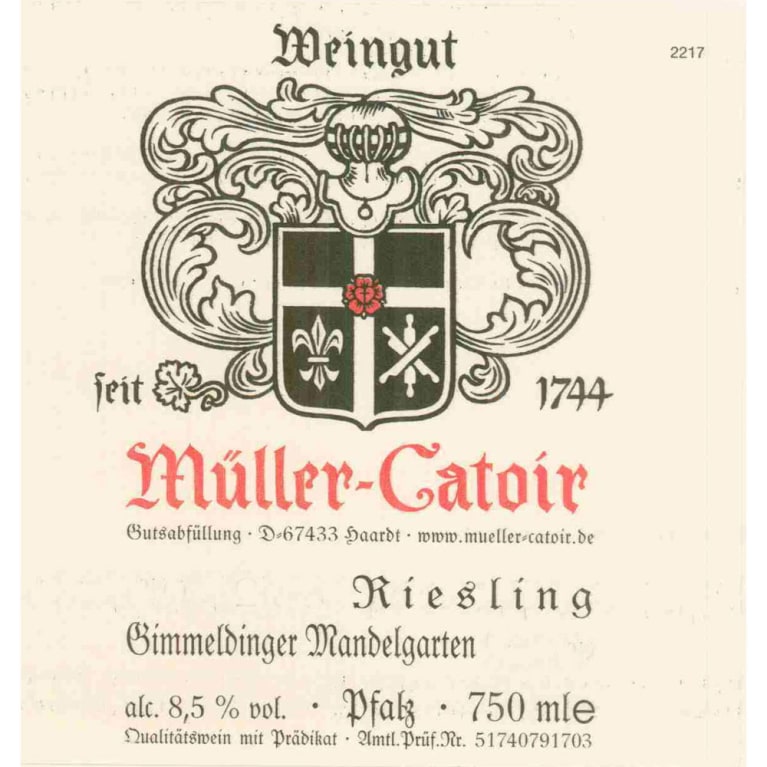 Weingut
2217
seit 1744
Müller-Catoir
Gutsabfüllung · D-67433 Haardt · www.mueller-catoir.de
Riesling
Gimmeldinger Mandelgarten
alc. 8,5 % vol. · Pfalz · 750 ml e
Qualitätswein mit Prädikat · Amtl.Prüf.Nr. 51740791703